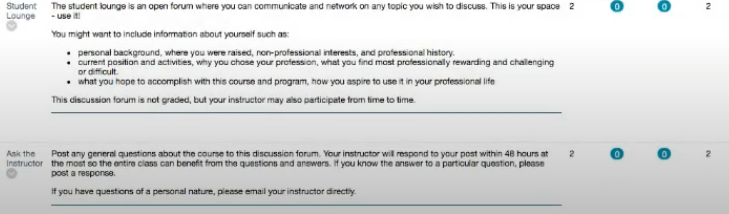 Student Lounge
The student lounge is an open forum where you can communicate and network on any topic you wish to discuss. This is your space
- use it!
2 0 0 2
You might want to include information about yourself such as:
• personal background, where you were raised, non-professional interests, and professional history.
• current position and activities, why you chose your profession, what you find most professionally rewarding and challenging
or difficult.
• what you hope to accomplish with this course and program, how you aspire to use it in your professional life
This discussion forum is not graded, but your instructor may also participate from time to time.
Ask the Instructor
Post any general questions about the course to this discussion forum. Your instructor will respond to your post within 48 hours at
the most so the entire class can benefit from the questions and answers. If you know the answer to a particular question, please
post a response.
2 0 0 2
If you have questions of a personal nature, please email your instructor directly.